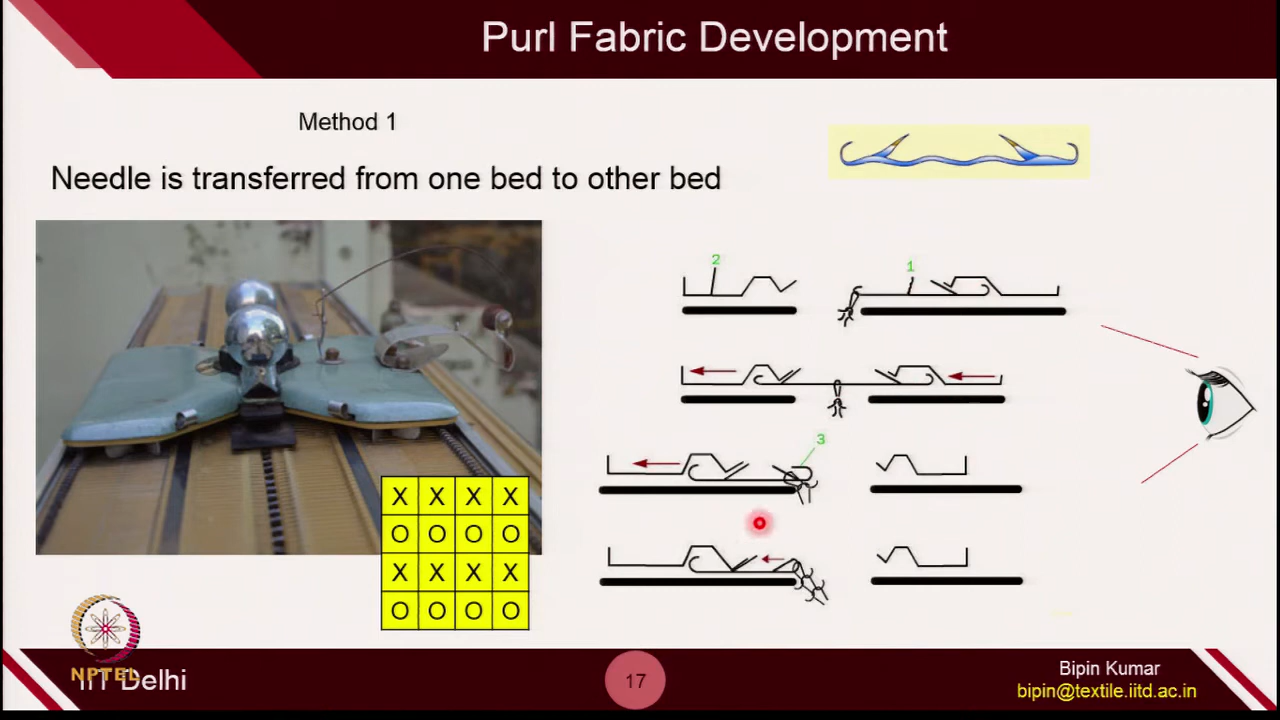 Purl Fabric Development
Method 1
Needle is transferred from one bed to other bed
2
1
3
X X X X
O O O O
X X X X
O O O O
NPTEL
IIT Delhi
17
Bipin Kumar
bipin@textile.iitd.ac.in